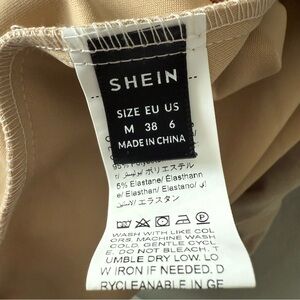 SHEIN
SIZE EU US
M 38 6
MADE IN CHINA
ポリエステル
5% Elastane/ Elasthann
e/ Elasthan/ Elastano/
/ エラスタン
WASH WITH LIKE COL
ORS, MACHINE WASH
COLD, GENTLE CYCL
E, DO NOT BLEACH, T
UMBLE DRY LOW, LO
W IRON IF NEEDED, D
RYCLEANABLE IN GE